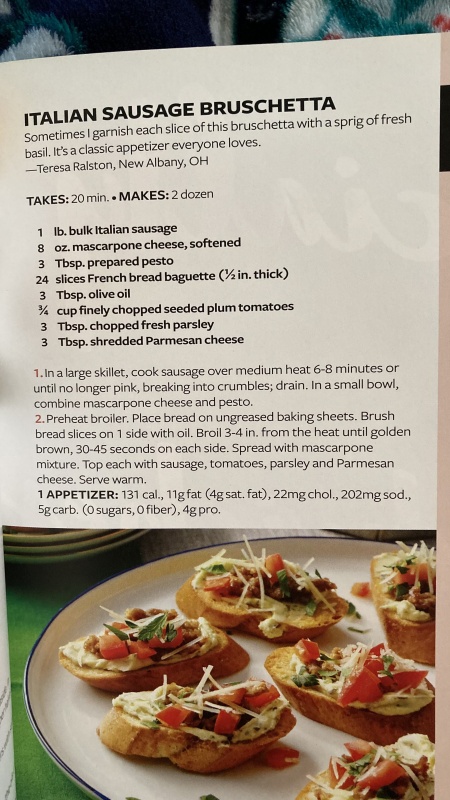 ITALIAN SAUSAGE BRUSCHETTA
Sometimes I garnish each slice of this bruschetta with a sprig of fresh
basil. It's a classic appetizer everyone loves.
—Teresa Ralston, New Albany, OH
TAKES: 20 min. • MAKES: 2 dozen
1 lb. bulk Italian sausage
8 oz. mascarpone cheese, softened
3 Tbsp. prepared pesto
24 slices French bread baguette (½ in. thick)
3 Tbsp. olive oil
¾ cup finely chopped seeded plum tomatoes
3 Tbsp. chopped fresh parsley
3 Tbsp. shredded Parmesan cheese
1. In a large skillet, cook sausage over medium heat 6-8 minutes or
until no longer pink, breaking into crumbles; drain. In a small bowl,
combine mascarpone cheese and pesto.
2. Preheat broiler. Place bread on ungreased baking sheets. Brush
bread slices on 1 side with oil. Broil 3-4 in. from the heat until golden
brown, 30-45 seconds on each side. Spread with mascarpone
mixture. Top each with sausage, tomatoes, parsley and Parmesan
cheese. Serve warm.
1 APPETIZER: 131 cal., 11g fat (4g sat. fat), 22mg chol., 202mg sod.,
5g carb. (0 sugars, 0 fiber), 4g pro.